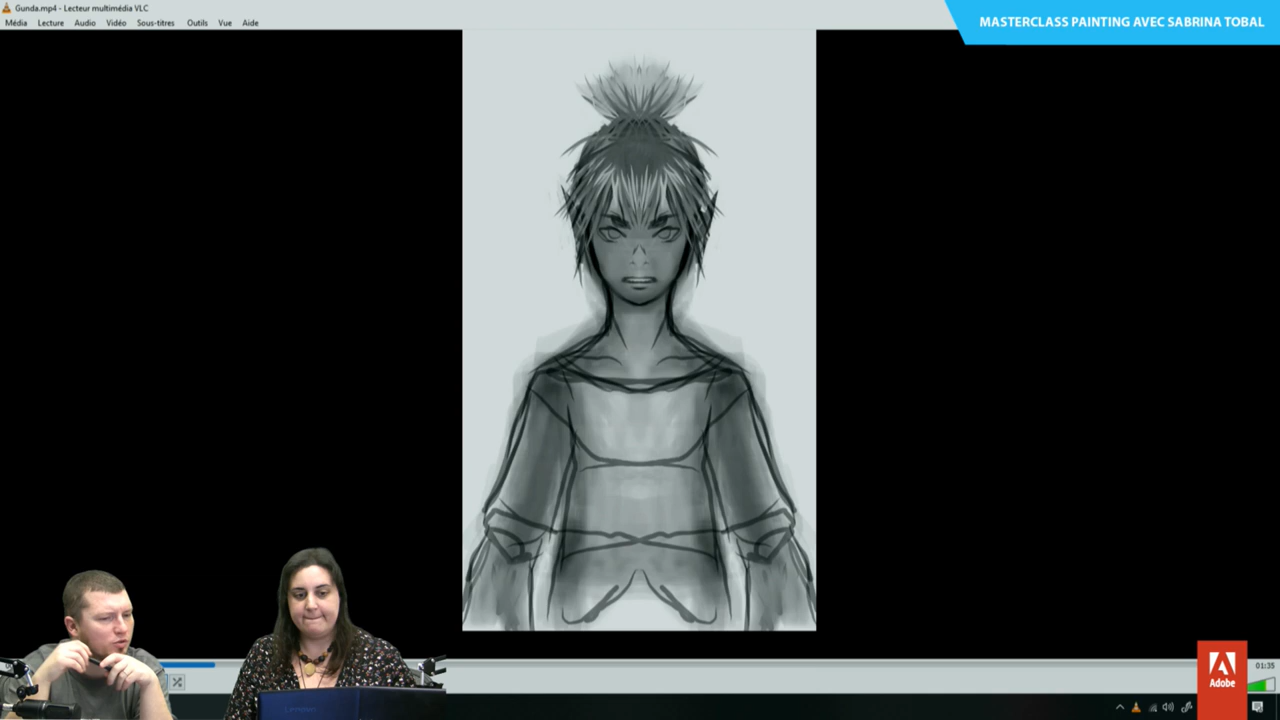 Gunda.mp4 - Lecteur multimédia VLC
Média Lecture Audio Vidéo Sous-titres Outils Vue Aide
MASTERCLASS PAINTING AVEC SABRINA TOBAL
01:35
Adobe